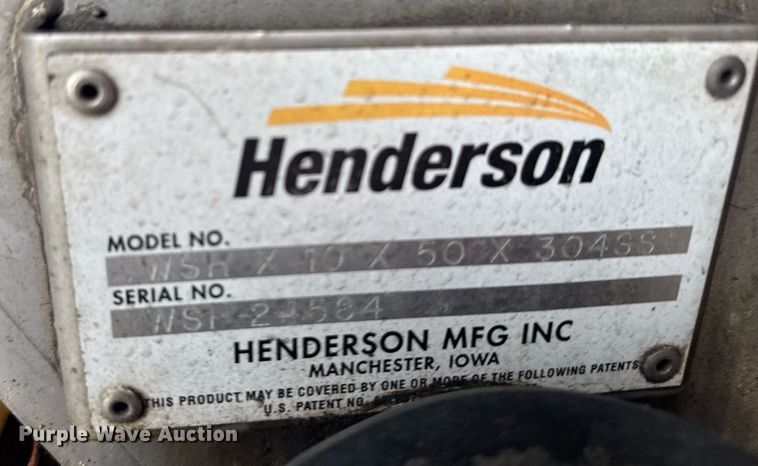 Henderson
MODEL NO.
WSH X 10 X 50 X 304SS
SERIAL NO.
HENDERSON MFG INC
MANCHESTER, IOWA
THIS PRODUCT MAY BE COVERED BY ONE OR MORE OF THE FOLLOWING PATENTS
U.S. PATENT NO.
Purple Wave Auction